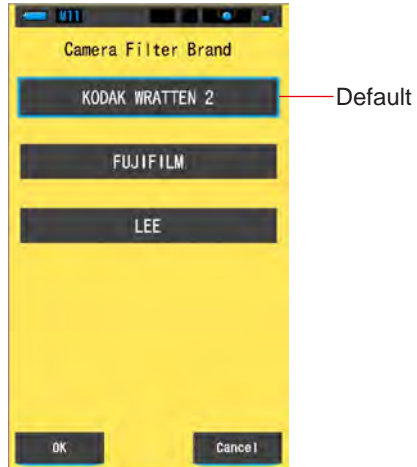 M11
Camera Filter Brand
KODAK WRATTEN 2
Default
FUJIFILM
LEE
OK
Cancel